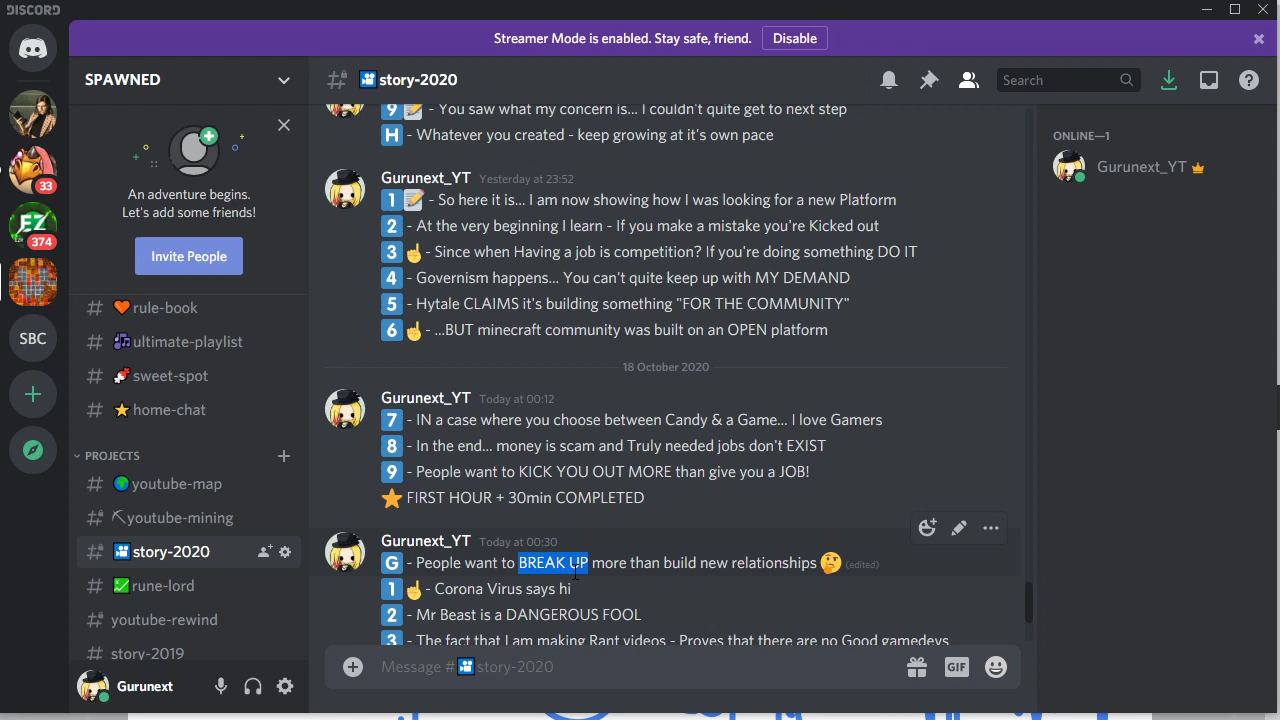 DISCORD
Streamer Mode is enabled. Stay safe, friend. Disable
SPAWNED
story-2020
Search
An adventure begins.
Let's add some friends!
Invite People
33
EZ
374
SBC
rule-book
ultimate-playlist
sweet-spot
home-chat
PROJECTS
youtube-map
youtube-mining
story-2020
rune-lord
youtube-rewind
story-2019
Gurunext
9 - You saw what my concern is... I couldn't quite get to next step
H - Whatever you created - keep growing at it's own pace
Gurunext_YT Yesterday at 23:52
1 - So here it is... I am now showing how I was looking for a new Platform
2 - At the very beginning I learn - If you make a mistake you're Kicked out
3 - Since when Having a job is competition? If you're doing something DO IT
4 - Governism happens... You can't quite keep up with MY DEMAND
5 - Hytale CLAIMS it's building something "FOR THE COMMUNITY"
6 - ...BUT minecraft community was built on an OPEN platform
18 October 2020
Gurunext_YT Today at 00:12
7 - IN a case where you choose between Candy & a Game... I love Gamers
8 - In the end... money is scam and Truly needed jobs don't EXIST
9 - People want to KICK YOU OUT MORE than give you a JOB!
FIRST HOUR + 30min COMPLETED
Gurunext_YT Today at 00:30
G - People want to BREAK UP more than build new relationships (edited)
1 - Corona Virus says hi
2 - Mr Beast is a DANGEROUS FOOL
3 - The fact that I am making Rant videos - Proves that there are no Good gamedevs
Message # story-2020
GIF
ONLINE—1
Gurunext_YT